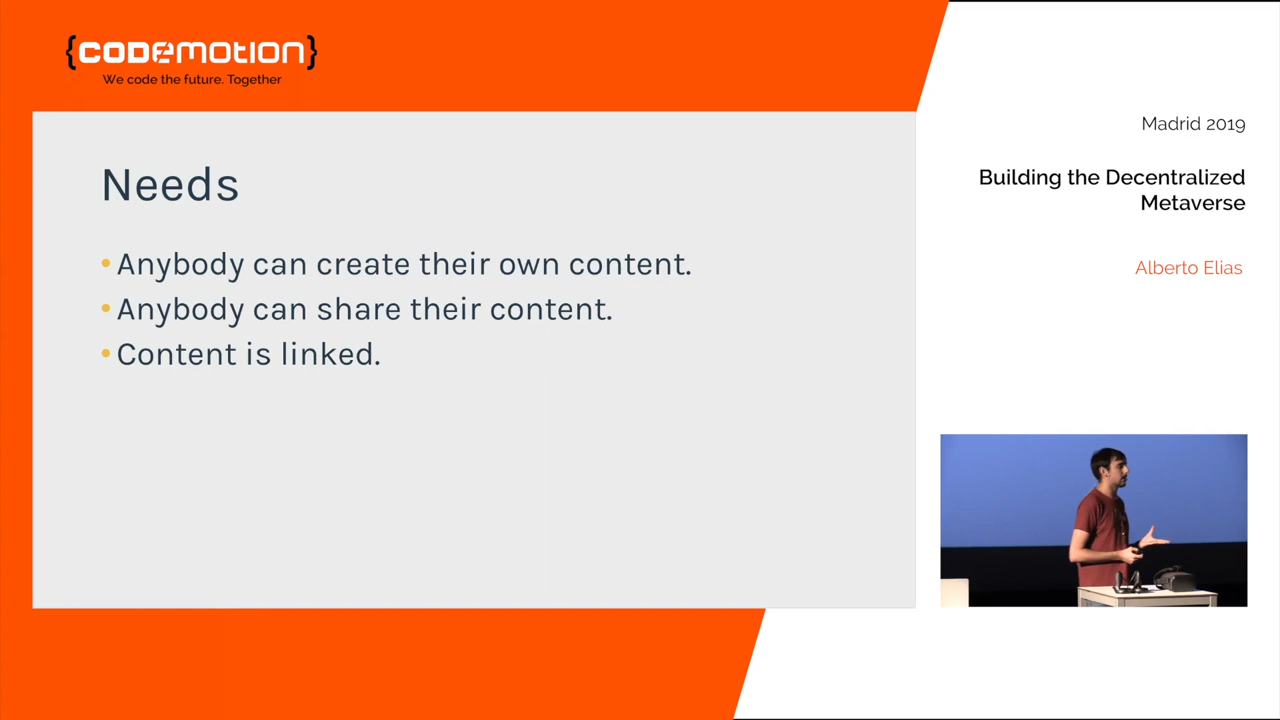 {CODEMOTION}
We code the future. Together
Needs
• Anybody can create their own content.
• Anybody can share their content.
• Content is linked.
Madrid 2019
Building the Decentralized
Metaverse
Alberto Elias